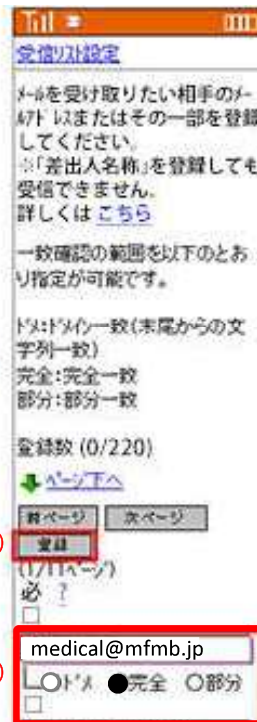 受信ﾘｽﾄ設定
ﾒｰﾙを受け取りたい相手のﾒｰ
ﾙｱﾄﾞﾚｽまたはその一部を登録
してください。
※「差出人名称」を登録しても
受信できません。
詳しくは こちら
一致確認の範囲を以下のとお
り指定が可能です。
ﾄﾞﾒ:ﾄﾞﾒｲﾝ一致(末尾からの文
字列一致)
完全:完全一致
部分:部分一致
登録数 (0/220)
ﾍﾟｰｼﾞ下へ
前ページ 次ページ
登録
(1/11ﾍﾟｰｼﾞ)
必 ?
medical@mfmb.jp
ﾄﾞﾒ 完全 部分